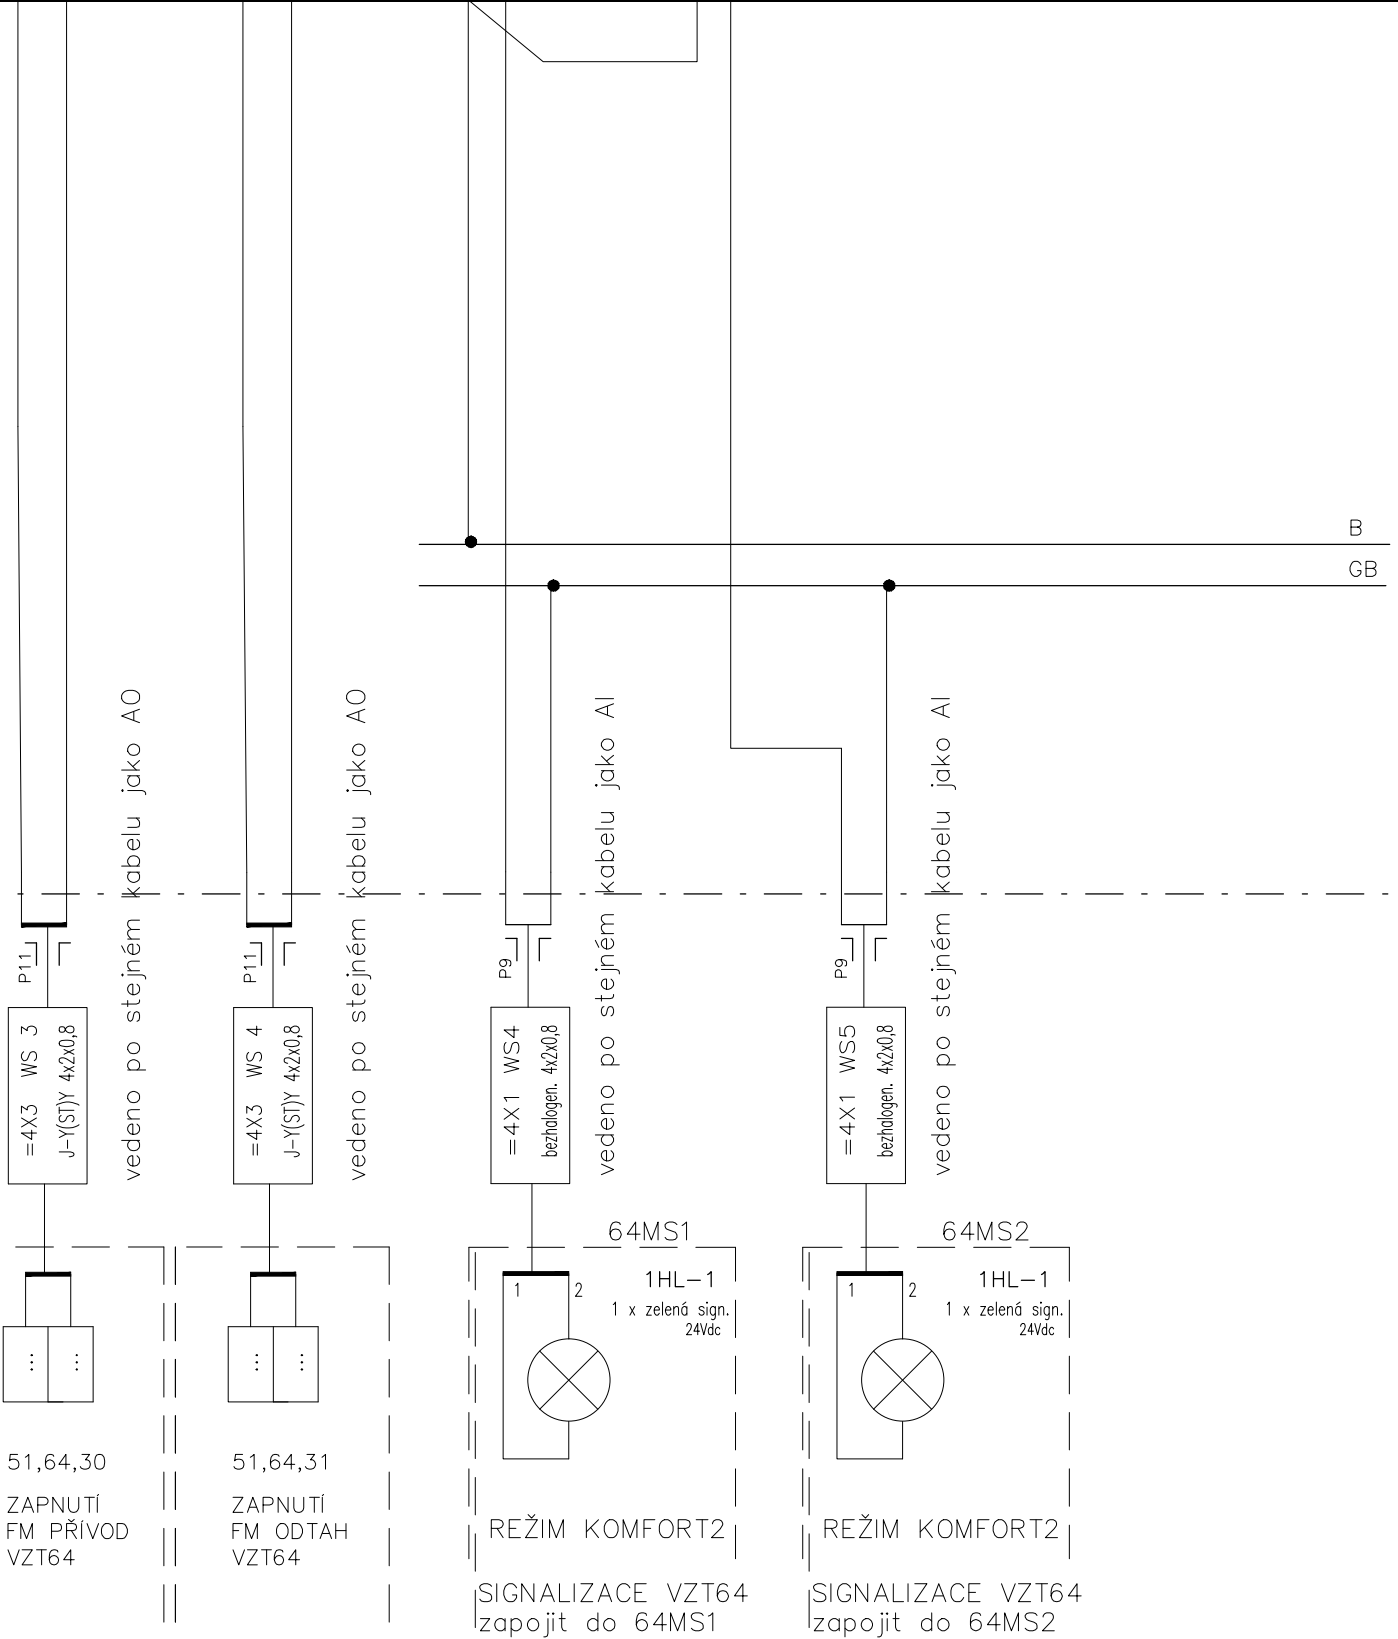 B
GB
vedeno po stejném kabelu jako AO
vedeno po stejném kabelu jako AO
vedeno po stejném kabelu jako AI
vedeno po stejném kabelu jako AI
P11
P11
P9
P9
=4X3 WS 3
J-Y(ST)Y 4x2x0,8
=4X3 WS 4
J-Y(ST)Y 4x2x0,8
=4X1 WS4
bezhalogen. 4x2x0,8
=4X1 WS5
bezhalogen. 4x2x0,8
64MS1
64MS2
1
2
1HL-1
1 x zelená sign.
24Vdc
1
2
1HL-1
1 x zelená sign.
24Vdc
...
...
...
...
51,64,30
ZAPNUTÍ
FM PŘÍVOD
VZT64
51,64,31
ZAPNUTÍ
FM ODTAH
VZT64
REŽIM KOMFORT2
SIGNALIZACE VZT64
zapojit do 64MS1
REŽIM KOMFORT2
SIGNALIZACE VZT64
zapojit do 64MS2